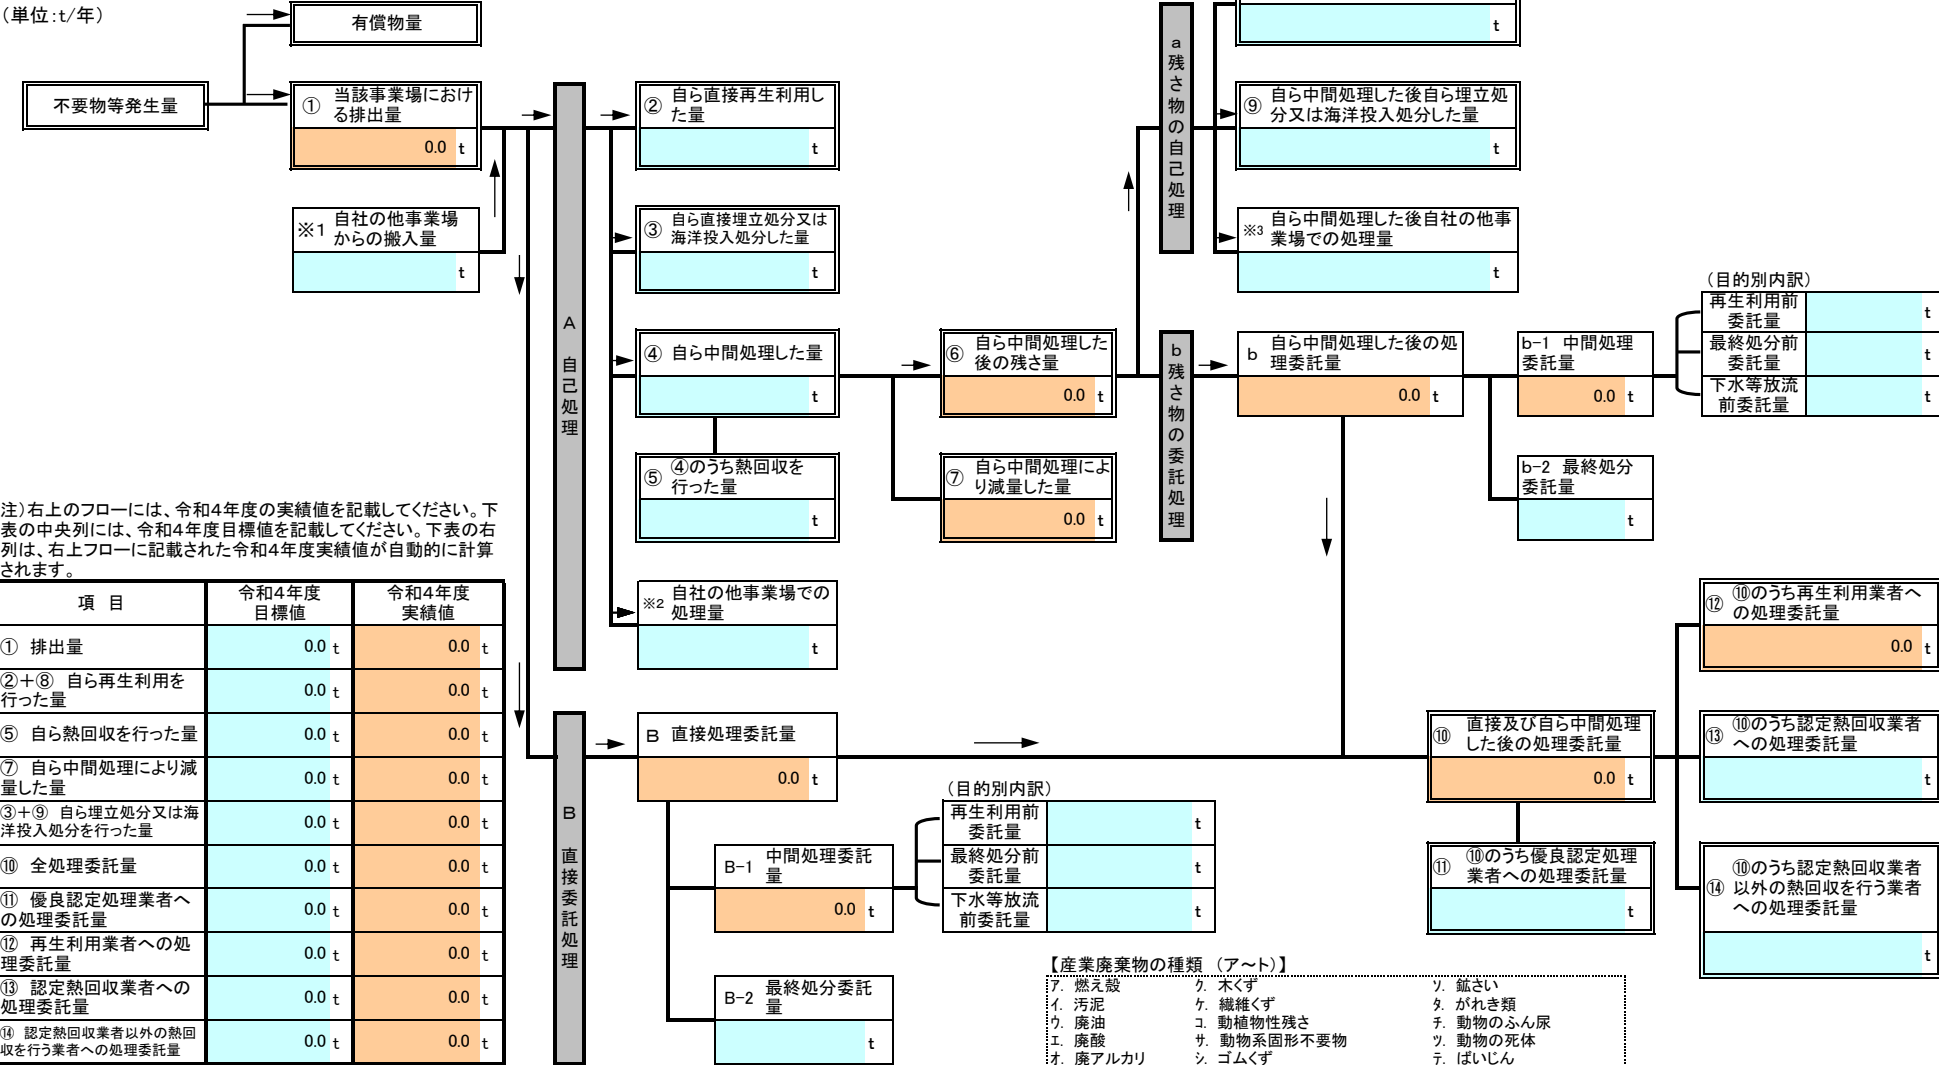 （単位:t/年）
有償物量
t
不要物等発生量
① 当該事業場におけ
る排出量
0.0 t
※1 自社の他事業場
からの搬入量
t
A 自己処理
② 自ら直接再生利用し
た量
t
③ 自ら直接埋立処分又は
海洋投入処分した量
t
④ 自ら中間処理した量
t
⑤ ④のうち熱回収を
行った量
t
※2 自社の他事業場での
処理量
t
⑥ 自ら中間処理した
後の残さ量
0.0 t
⑦ 自ら中間処理によ
り減量した量
0.0 t
a残さ物の自己処理
⑨ 自ら中間処理した後自ら埋立処
分又は海洋投入処分した量
t
※3 自ら中間処理した後自社の他事
業場での処理量
t
b残さ物の委託処理
b 自ら中間処理した後の処
理委託量
0.0 t
b-1 中間処理
委託量
0.0 t
b-2 最終処分
委託量
t
（目的別内訳）
再生利用前
委託量
t
最終処分前
委託量
t
下水等放流
前委託量
t
注）右上のフローには、令和4年度の実績値を記載してください。下
表の中央列には、令和4年度目標値を記載してください。下表の右
列は、右上フローに記載された令和4年度実績値が自動的に計算
されます。
項 目 令和4年度
目標値 令和4年度
実績値
① 排出量 0.0 t 0.0 t
②+⑧ 自ら再生利用を
行った量 0.0 t 0.0 t
⑤ 自ら熱回収を行った量 0.0 t 0.0 t
⑦ 自ら中間処理により減
量した量 0.0 t 0.0 t
③+⑨ 自ら埋立処分又は海
洋投入処分を行った量 0.0 t 0.0 t
⑩ 全処理委託量 0.0 t 0.0 t
⑪ 優良認定処理業者へ
の処理委託量 0.0 t 0.0 t
⑫ 再生利用業者への処
理委託量 0.0 t 0.0 t
⑬ 認定熱回収業者への
処理委託量 0.0 t 0.0 t
⑭ 認定熱回収業者以外の熱回
収を行う業者への処理委託量 0.0 t 0.0 t
B 直接委託処理
B 直接処理委託量
0.0 t
B-1 中間処理委託
量
0.0 t
B-2 最終処分委託
量
t
（目的別内訳）
再生利用前
委託量
t
最終処分前
委託量
t
下水等放流
前委託量
t
⑩ 直接及び自ら中間処理
した後の処理委託量
0.0 t
⑪ ⑩のうち優良認定処理
業者への処理委託量
t
⑫ ⑩のうち再生利用業者へ
の処理委託量
0.0 t
⑬ ⑩のうち認定熱回収業者
への処理委託量
t
⑭ ⑩のうち認定熱回収業者
以外の熱回収を行う業者
への処理委託量
t
【産業廃棄物の種類 （ア～ト）】
ア. 燃え殻 ク. 木くず ソ. 鉱さい
イ. 汚泥 ケ. 繊維くず タ. がれき類
ウ. 廃油 コ. 動植物性残さ チ. 動物のふん尿
エ. 廃酸 サ. 動物系固形不要物 ツ. 動物の死体
オ. 廃アルカリ シ. ゴムくず テ. ばいじん